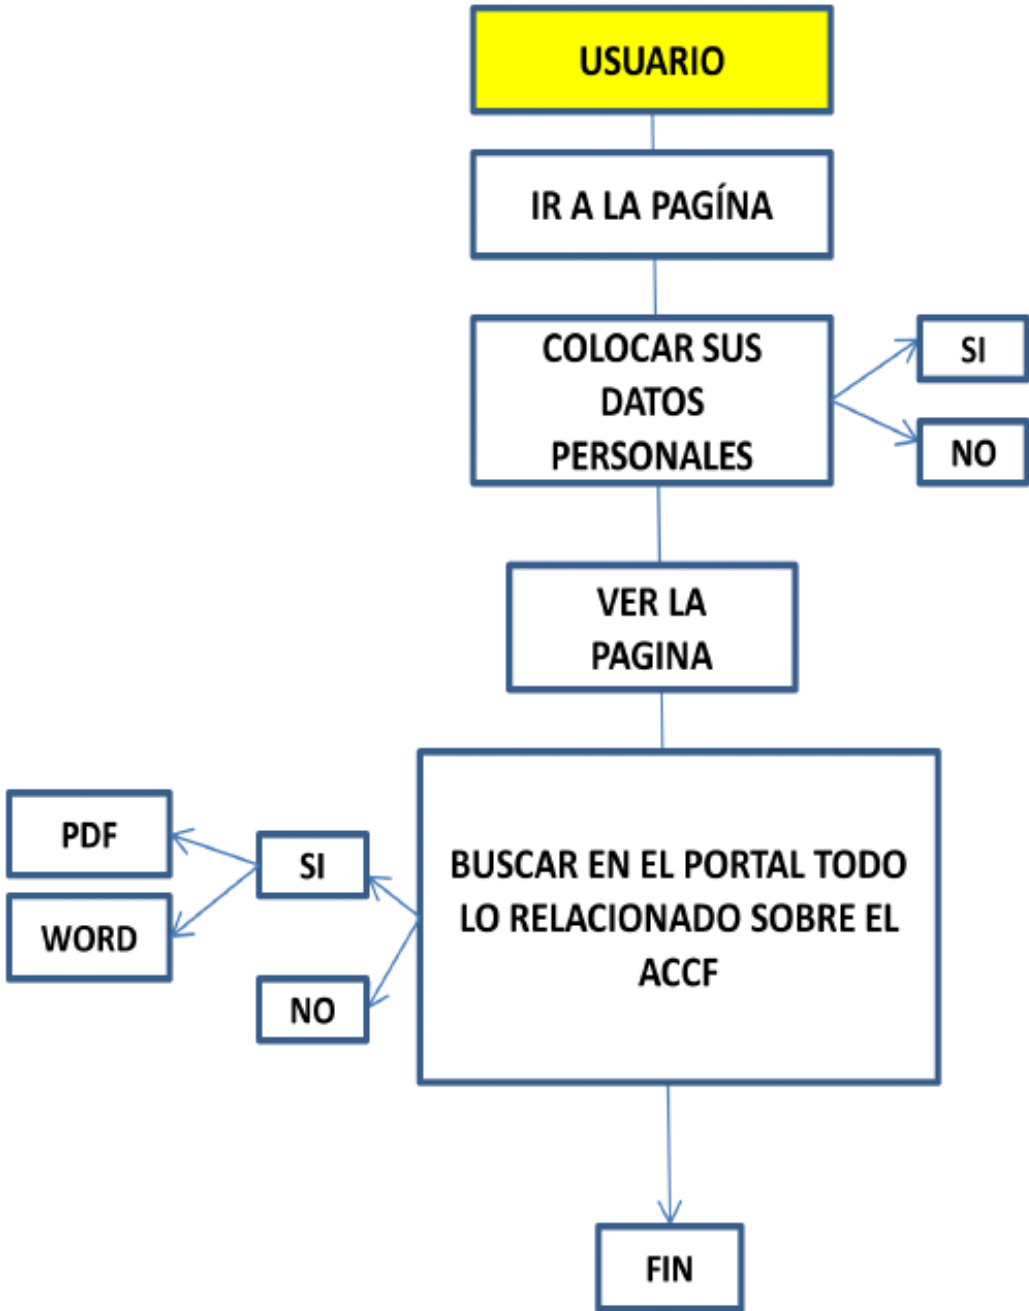 USUARIO
IR A LA PAGÍNA
COLOCAR SUS
DATOS
PERSONALES
SI
NO
VER LA
PAGINA
BUSCAR EN EL PORTAL TODO
LO RELACIONADO SOBRE EL
ACCF
SI
NO
PDF
WORD
FIN